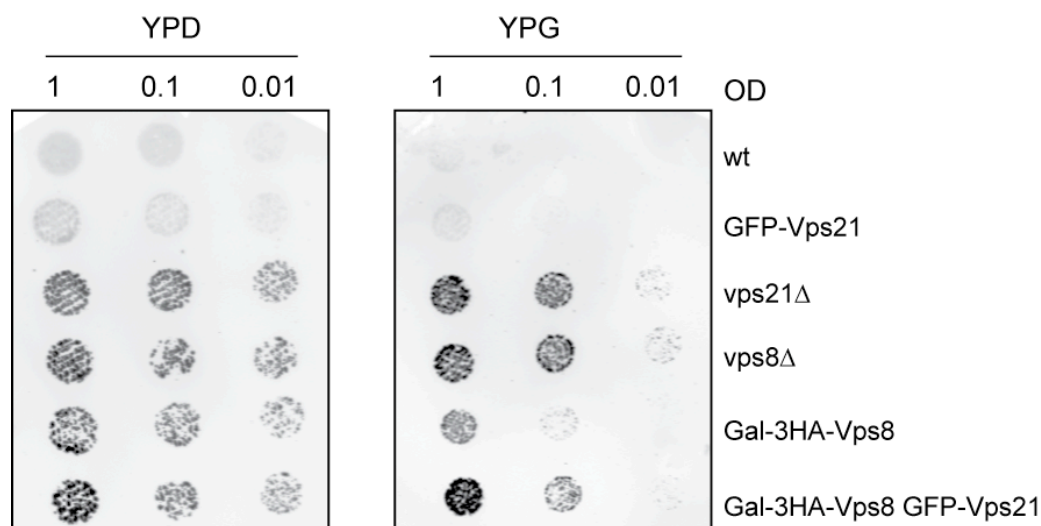 YPD YPG
1 0.1 0.01 1 0.1 0.01 OD
wt
GFP-Vps21
vps21Δ
vps8Δ
Gal-3HA-Vps8
Gal-3HA-Vps8 GFP-Vps21